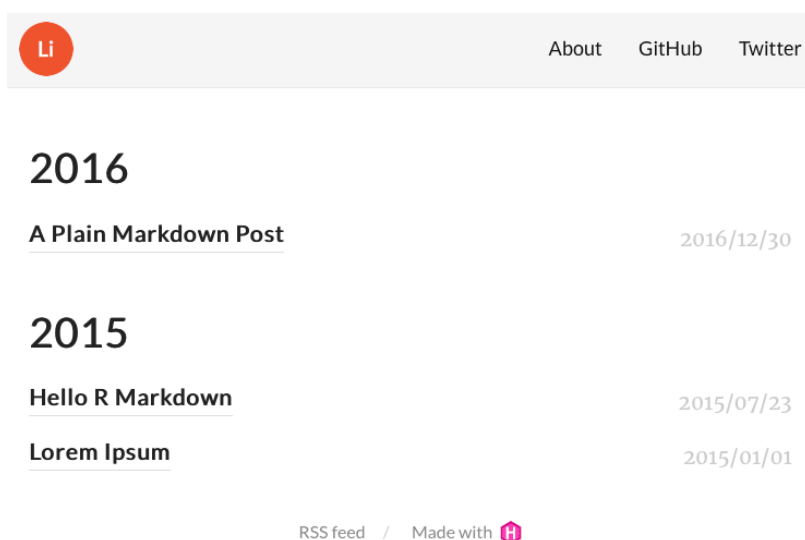 Li About GitHub Twitter
2016
A Plain Markdown Post 2016/12/30
2015
Hello R Markdown 2015/07/23
Lorem Ipsum 2015/01/01
RSS feed / Made with H